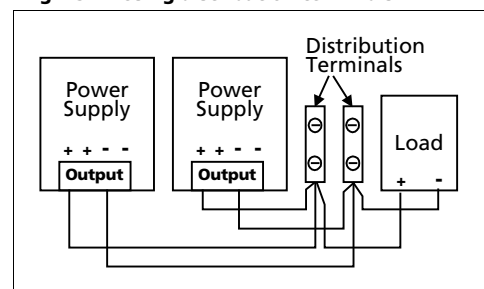 Distribution
Terminals
Power
Supply
+ + - -
Output
Power
Supply
+ + - -
Output
Load
+ -